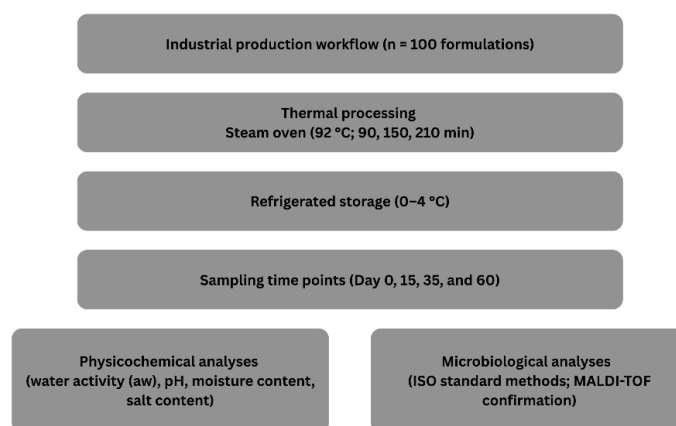 Industrial production workflow (n = 100 formulations)
Thermal processing
Steam oven (92 °C; 90, 150, 210 min)
Refrigerated storage (0–4 °C)
Sampling time points (Day 0, 15, 35, and 60)
Physicochemical analyses
(water activity (aw), pH, moisture content,
salt content)
Microbiological analyses
(ISO standard methods; MALDI-TOF
confirmation)